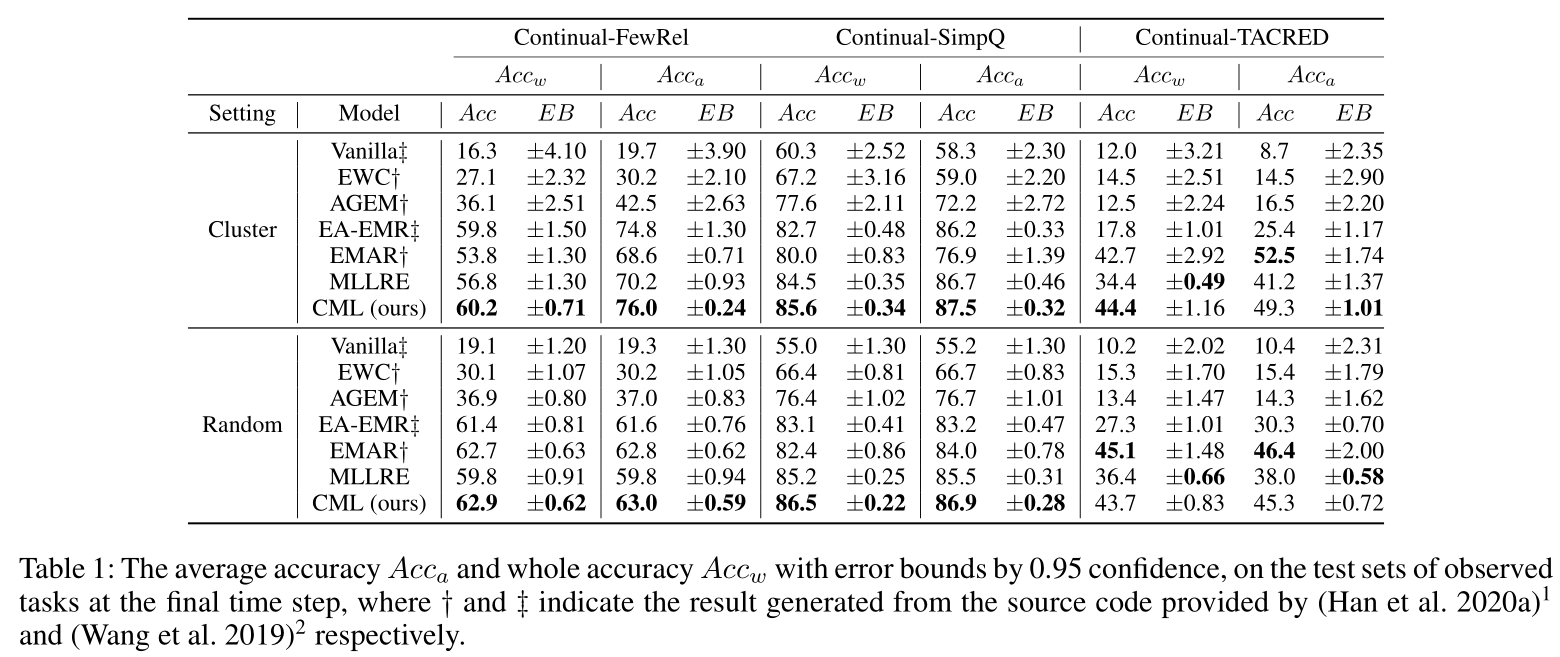 Continual-FewRel Continual-SimpQ Continual-TACRED
Acc_w Acc_a Acc_w Acc_a Acc_w Acc_a
Setting Model Acc EB Acc EB Acc EB Acc EB Acc EB Acc EB
Vanilla‡ 16.3 ±4.10 19.7 ±3.90 60.3 ±2.52 58.3 ±2.30 12.0 ±3.21 8.7 ±2.35
EWC† 27.1 ±2.32 30.2 ±2.10 67.2 ±3.16 59.0 ±2.20 14.5 ±2.51 14.5 ±2.90
AGEM† 36.1 ±2.51 42.5 ±2.63 77.6 ±2.11 72.2 ±2.72 12.5 ±2.24 16.5 ±2.20
Cluster EA-EMR‡ 59.8 ±1.50 74.8 ±1.30 82.7 ±0.48 86.2 ±0.33 17.8 ±1.01 25.4 ±1.17
EMAR† 53.8 ±1.30 68.6 ±0.71 80.0 ±0.83 76.9 ±1.39 42.7 ±2.92 52.5 ±1.74
MLLRE 56.8 ±1.30 70.2 ±0.93 84.5 ±0.35 86.7 ±0.46 34.4 ±0.49 41.2 ±1.37
CML (ours) 60.2 ±0.71 76.0 ±0.24 85.6 ±0.34 87.5 ±0.32 44.4 ±1.16 49.3 ±1.01
Vanilla‡ 19.1 ±1.20 19.3 ±1.30 55.0 ±1.30 55.2 ±1.30 10.2 ±2.02 10.4 ±2.31
EWC† 30.1 ±1.07 30.2 ±1.05 66.4 ±0.81 66.7 ±0.83 15.3 ±1.70 15.4 ±1.79
AGEM† 36.9 ±0.80 37.0 ±0.83 76.4 ±1.02 76.7 ±1.01 13.4 ±1.47 14.3 ±1.62
Random EA-EMR‡ 61.4 ±0.81 61.6 ±0.76 83.1 ±0.41 83.2 ±0.47 27.3 ±1.01 30.3 ±0.70
EMAR† 62.7 ±0.63 62.8 ±0.62 82.4 ±0.86 84.0 ±0.78 45.1 ±1.48 46.4 ±2.00
MLLRE 59.8 ±0.91 59.8 ±0.94 85.2 ±0.25 85.5 ±0.31 36.4 ±0.66 38.0 ±0.58
CML (ours) 62.9 ±0.62 63.0 ±0.59 86.5 ±0.22 86.9 ±0.28 43.7 ±0.83 45.3 ±0.72
Table 1: The average accuracy Acc_a and whole accuracy Acc_w with error bounds by 0.95 confidence, on the test sets of observed
tasks at the final time step, where † and ‡ indicate the result generated from the source code provided by (Han et al. 2020a)¹
and (Wang et al. 2019)² respectively.